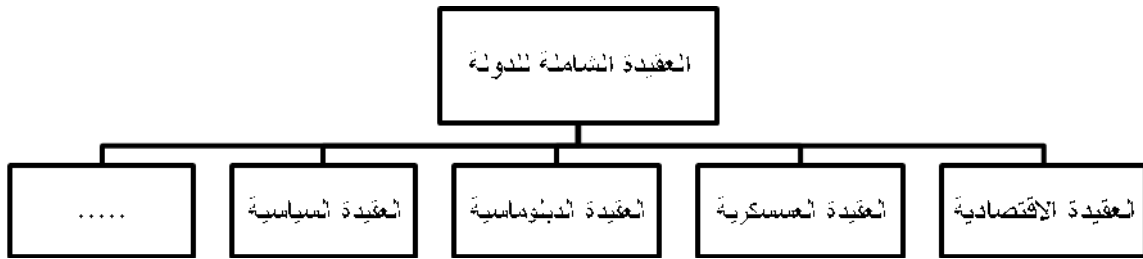 العقيدة الشاملة للدولة
العقيدة الاقتصادية
العقيدة العسكرية
العقيدة الدبلوماسية
العقيدة السياسية
.....